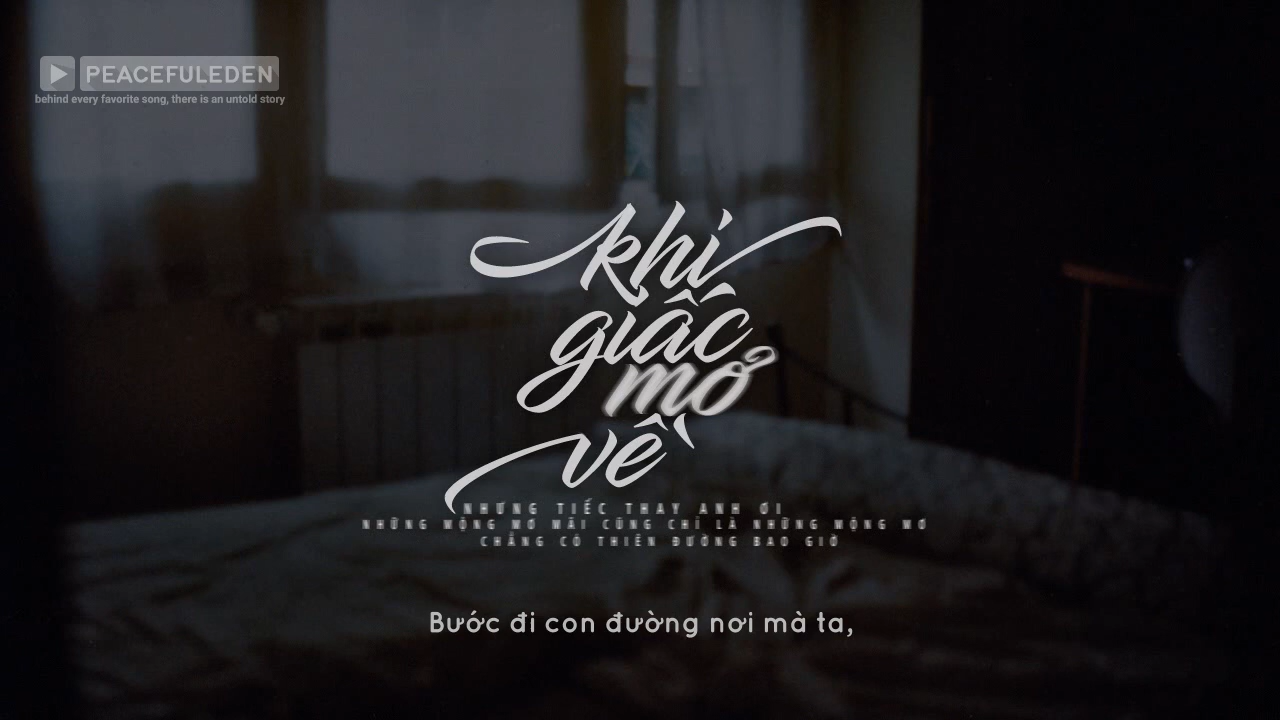 PEACEFULEDEN
behind every favorite song, there is an untold story
khi
giấc
mơ
về
NHƯNG TIẾC THAY ANH ƠI
NHỮNG MỘNG MƠ MÃI CŨNG CHỈ LÀ NHỮNG MỘNG MƠ
CHẲNG CÓ THIÊN ĐƯỜNG BAO GIỜ
Bước đi con đường nơi mà ta,